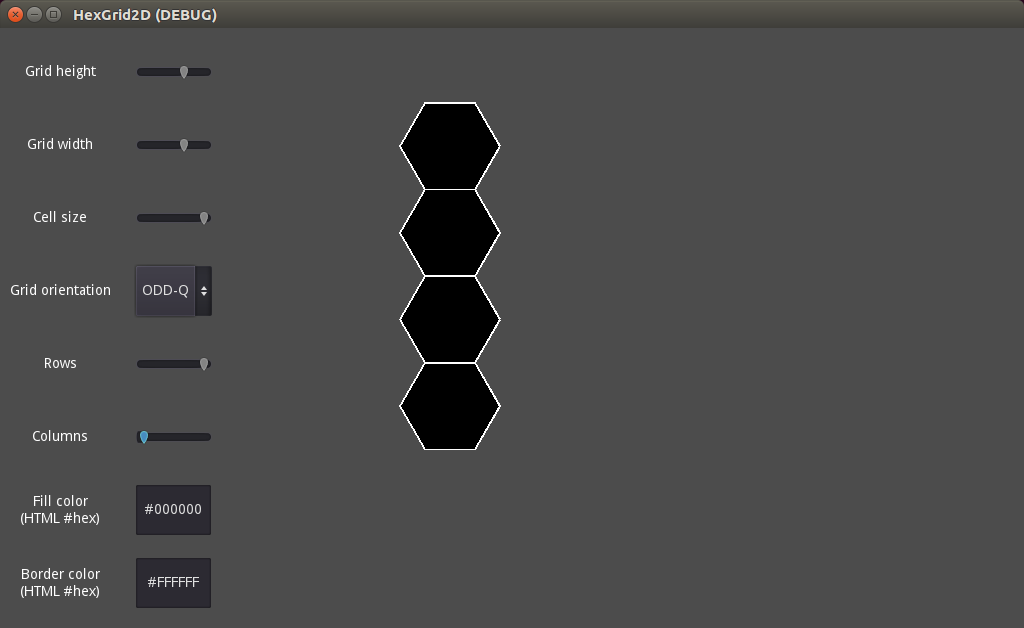 HexGrid2D (DEBUG)
Grid height
Grid width
Cell size
Grid orientation
ODD-Q
Rows
Columns
Fill color
(HTML #hex)
#000000
Border color
(HTML #hex)
#FFFFFF